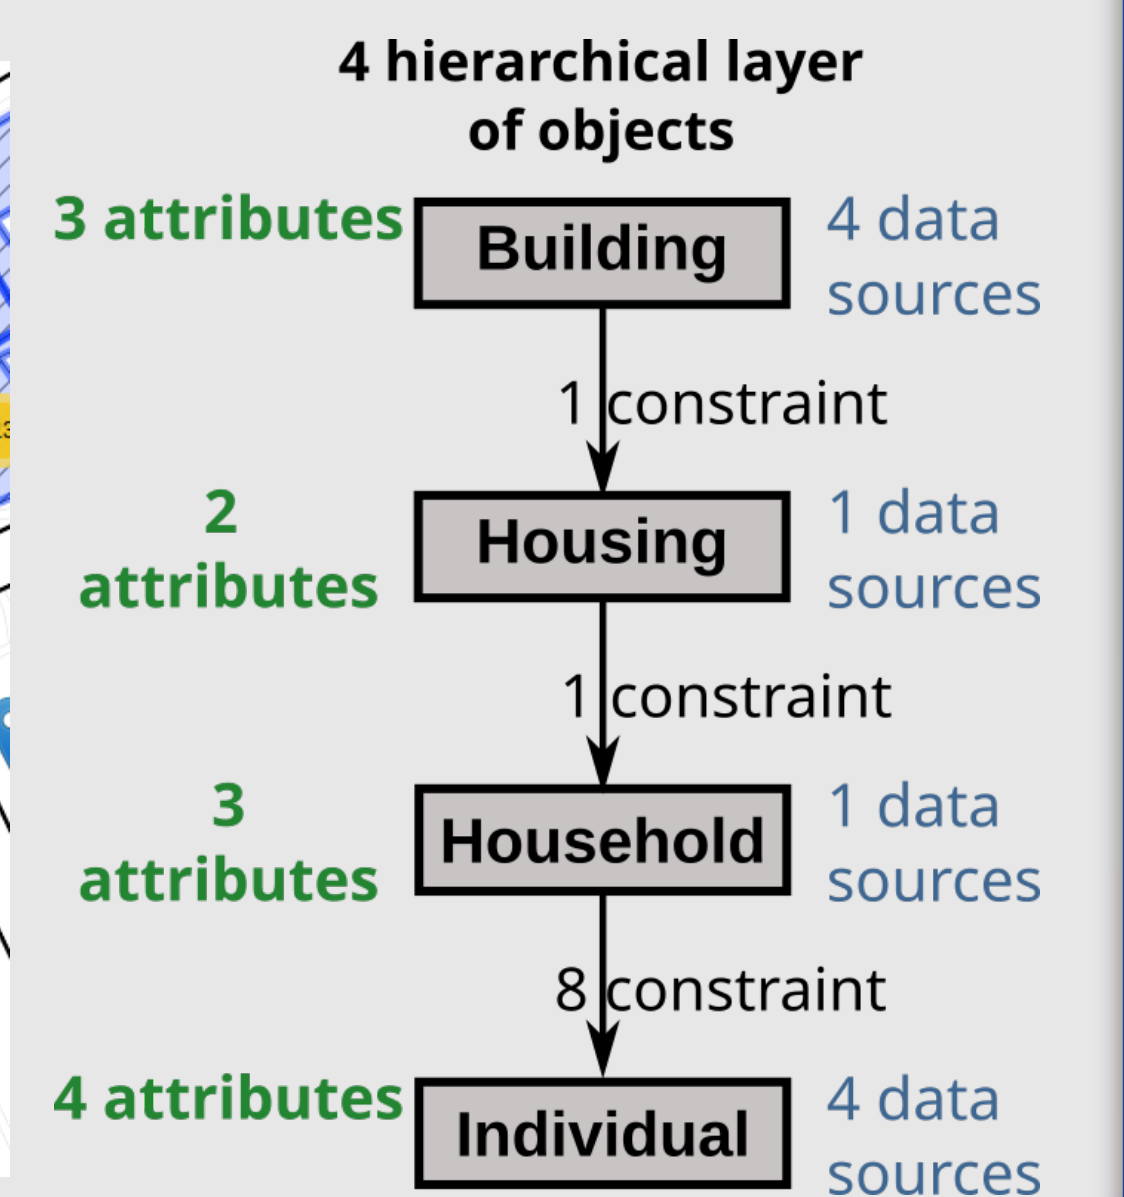 4 hierarchical layer
of objects
3 attributes
Building
4 data
sources
1 constraint
2
attributes
Housing
1 data
sources
1 constraint
3
attributes
Household
1 data
sources
8 constraint
4 attributes
Individual
4 data
sources